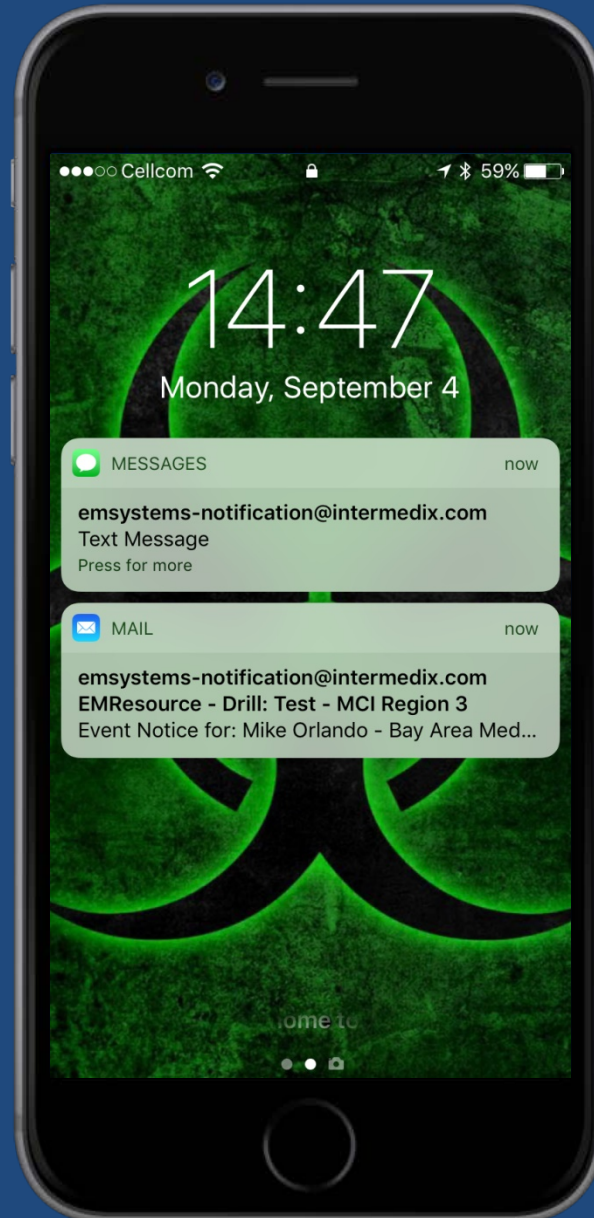 Cellcom 59%
14:47
Monday, September 4
MESSAGES now
emsystems-notification@intermedix.com
Text Message
Press for more
MAIL now
emsystems-notification@intermedix.com
EMResource - Drill: Test - MCI Region 3
Event Notice for: Mike Orlando - Bay Area Med...
ome to